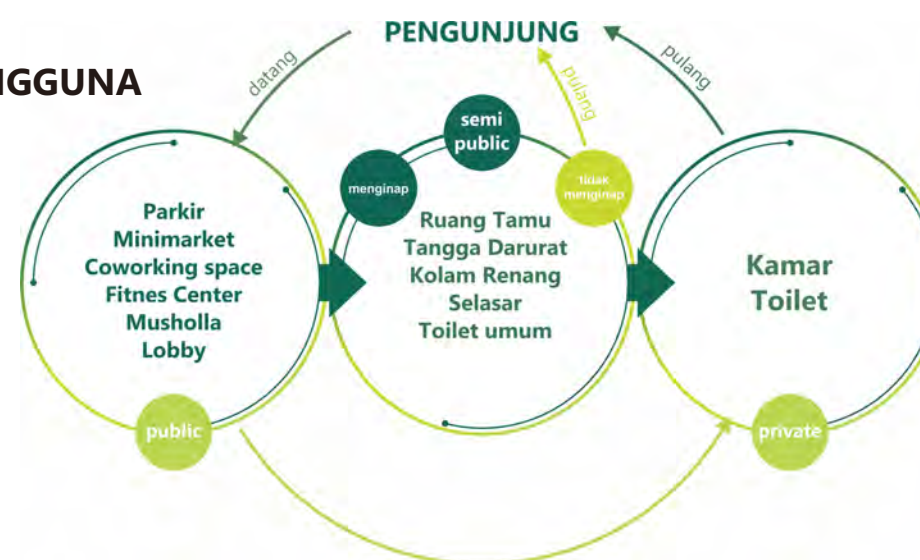 PENGUNJUNG
NGGUNA
datang
pulang
pulang
semi
public
menginap
tidak
menginap
Parkir
Minimarket
Coworking space
Fitnes Center
Musholla
Lobby
Ruang Tamu
Tangga Darurat
Kolam Renang
Selasar
Toilet umum
Kamar
Toilet
public
private